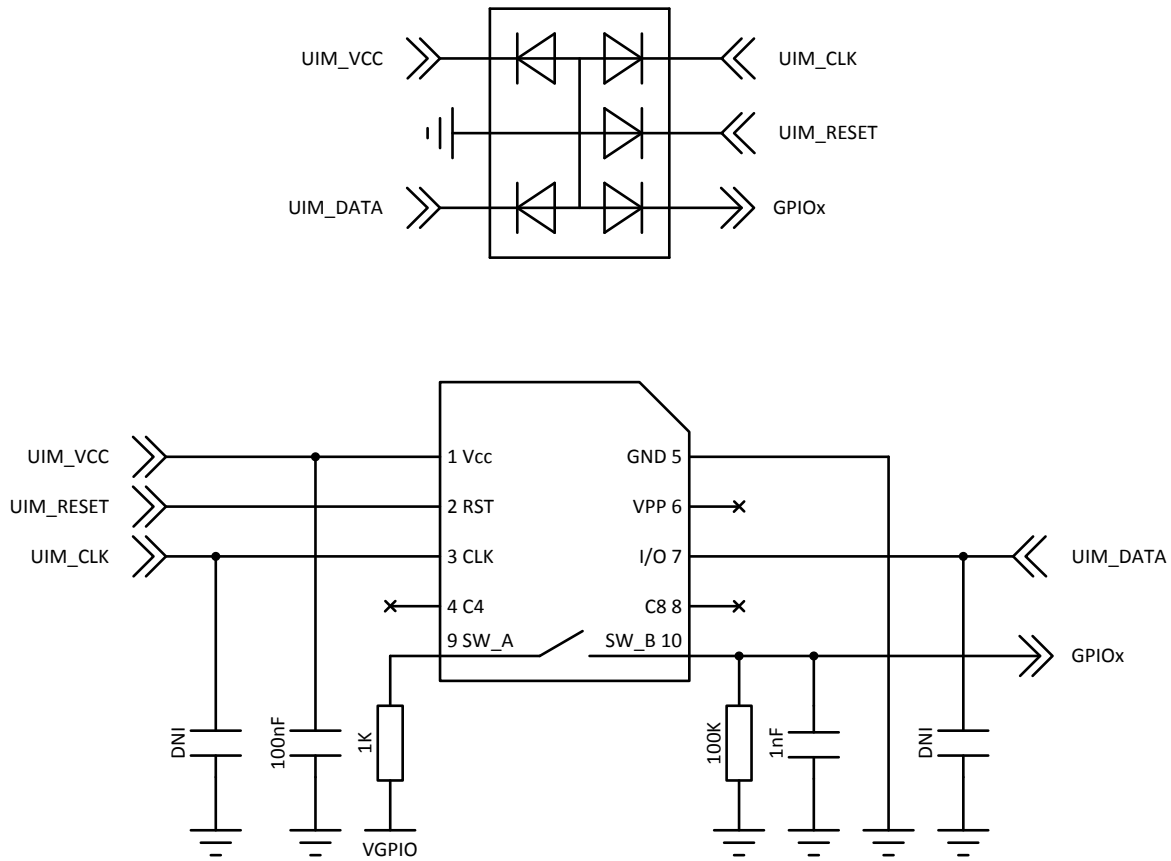 UIM_VCC
UIM_CLK
UIM_RESET
UIM_DATA
GPIOx
UIM_VCC
1 Vcc
GND 5
UIM_RESET
2 RST
VPP 6
UIM_CLK
3 CLK
I/O 7
UIM_DATA
4 C4
C8 8
9 SW_A
SW_B 10
GPIOx
DNI
100nF
1K
100K
1nF
DNI
VGPIO